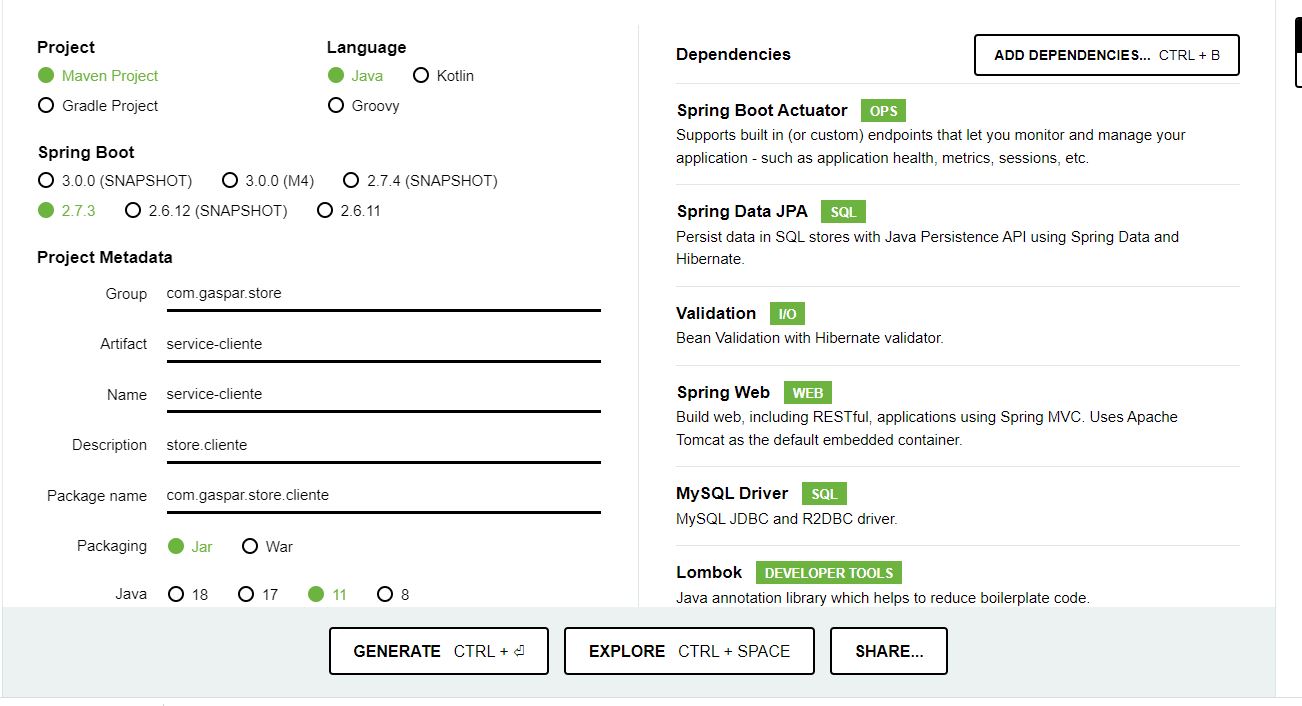 Project
Maven Project
Gradle Project
Language
Java Kotlin
Groovy
Spring Boot
3.0.0 (SNAPSHOT) 3.0.0 (M4) 2.7.4 (SNAPSHOT)
2.7.3 2.6.12 (SNAPSHOT) 2.6.11
Project Metadata
Group com.gaspar.store
Artifact service-cliente
Name service-cliente
Description store.cliente
Package name com.gaspar.store.cliente
Packaging Jar War
Java 18 17 11 8
Dependencies
ADD DEPENDENCIES... CTRL + B
Spring Boot Actuator OPS
Supports built in (or custom) endpoints that let you monitor and manage your
application - such as application health, metrics, sessions, etc.
Spring Data JPA SQL
Persist data in SQL stores with Java Persistence API using Spring Data and
Hibernate.
Validation I/O
Bean Validation with Hibernate validator.
Spring Web WEB
Build web, including RESTful, applications using Spring MVC. Uses Apache
Tomcat as the default embedded container.
MySQL Driver SQL
MySQL JDBC and R2DBC driver.
Lombok DEVELOPER TOOLS
Java annotation library which helps to reduce boilerplate code.
GENERATE CTRL + ⏎ EXPLORE CTRL + SPACE SHARE...